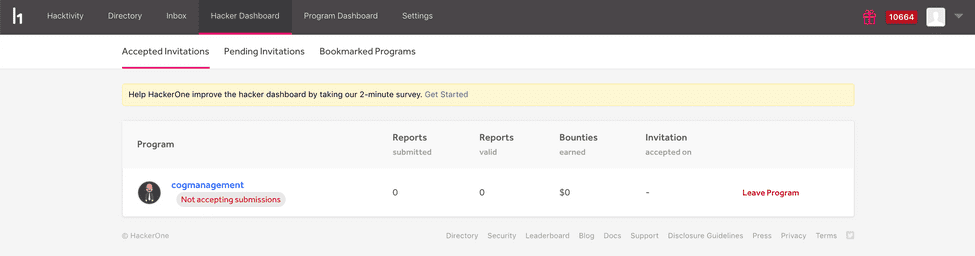 Hacktivity Directory Inbox Hacker Dashboard Program Dashboard Settings 10664
Accepted Invitations Pending Invitations Bookmarked Programs
Help HackerOne improve the hacker dashboard by taking our 2-minute survey. Get Started
Program Reports submitted Reports valid Bounties earned Invitation accepted on
cogmanagement 0 0 $0 - Leave Program
Not accepting submissions
© HackerOne Directory Security Leaderboard Blog Docs Support Disclosure Guidelines Press Privacy Terms